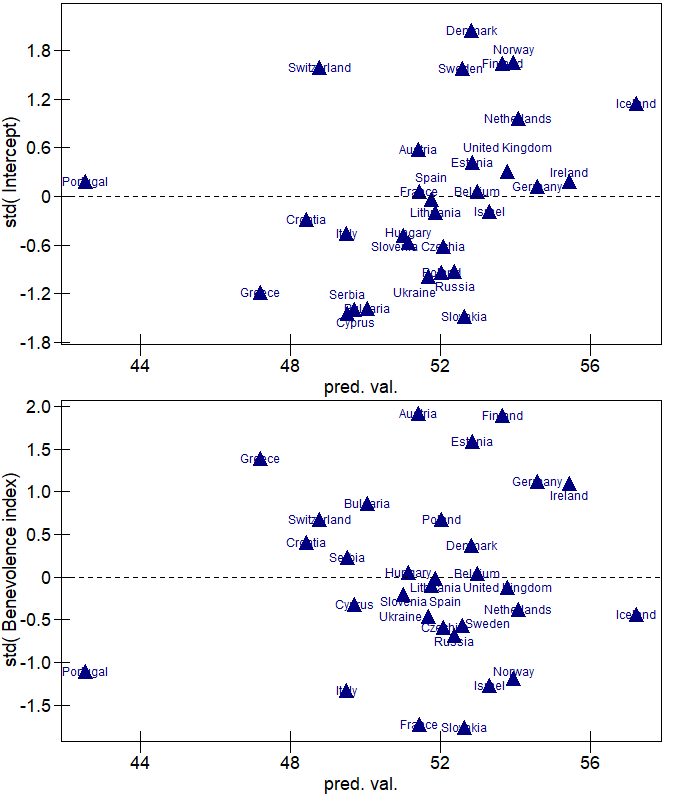 Denmark
Norway
1.8
Switzerland
Sweden
Finland
1.2
Iceland
Netherlands
0.6
Austria
United Kingdom
Estonia
Spain
Ireland
Portugal
France
Belgium
Germany
0
Lithuania
Israel
Croatia
Italy
Hungary
-0.6
Slovenia
Czechia
Poland
Russia
-1.2
Greece
Serbia
Ukraine
Bulgaria
Cyprus
Slovakia
-1.8
std( Intercept)
44
48
52
56
pred. val.
2.0
Austria
Finland
Estonia
1.5
Greece
Germany
Ireland
1.0
Bulgaria
Switzerland
Poland
0.5
Croatia
Denmark
Serbia
Hungary
Belgium
0
Lithuania
United Kingdom
Cyprus
Slovenia
Spain
Netherlands
Iceland
-0.5
Ukraine
Czechia
Sweden
Russia
-1.0
Portugal
Norway
Italy
Israel
-1.5
France
Slovakia
std( Benevolence index)
44
48
52
56
pred. val.